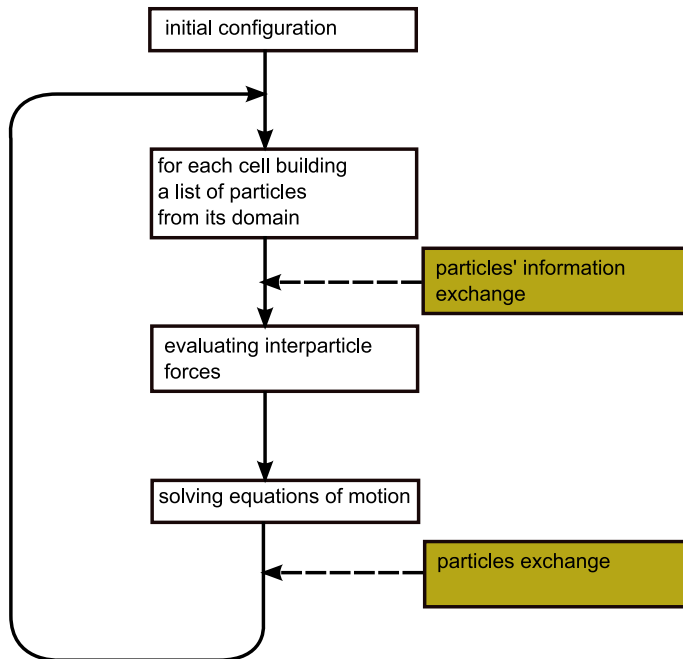 initial configuration
for each cell building
a list of particles
from its domain
particles' information
exchange
evaluating interparticle
forces
solving equations of motion
particles exchange